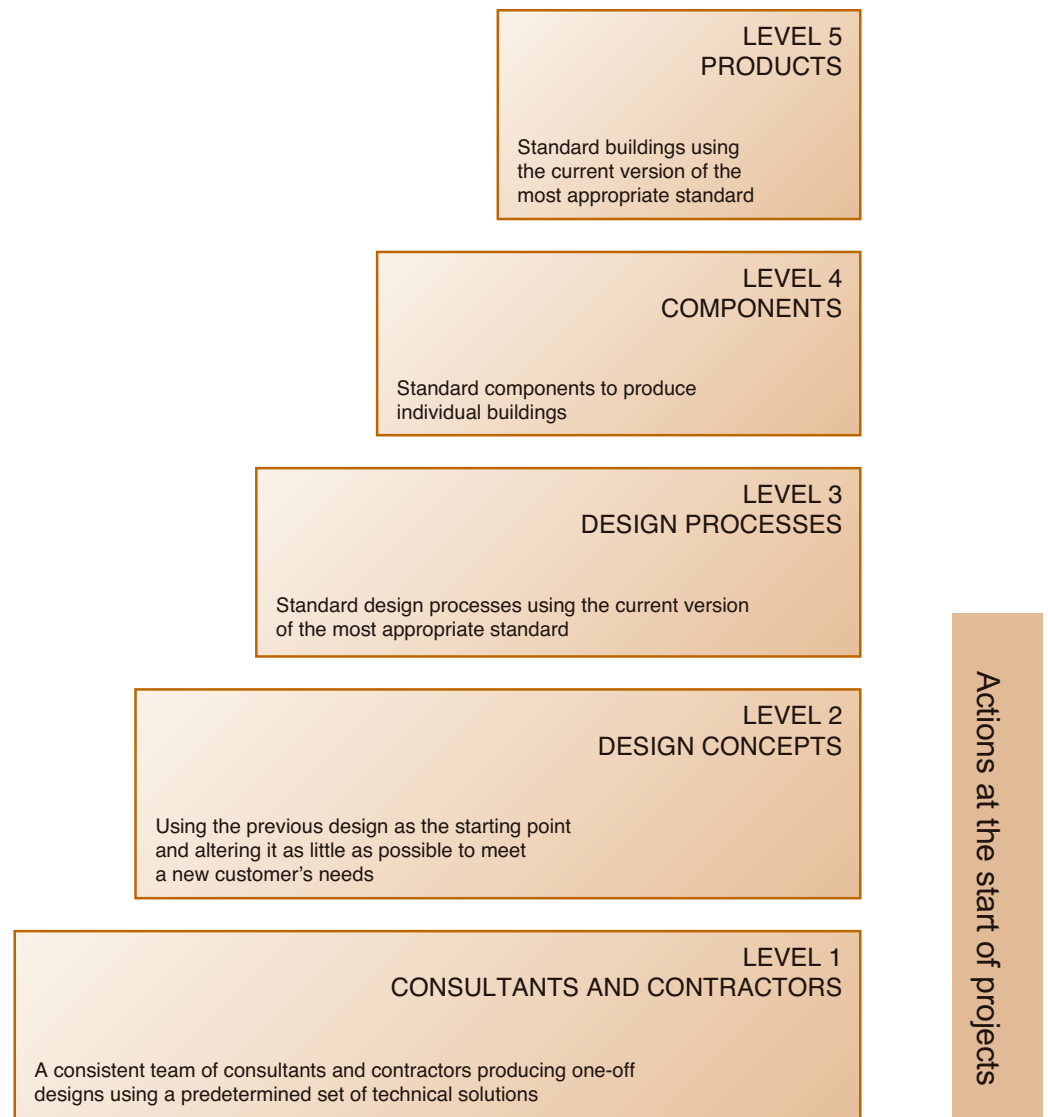 LEVEL 5
PRODUCTS
Standard buildings using
the current version of the
most appropriate standard
LEVEL 4
COMPONENTS
Standard components to produce
individual buildings
LEVEL 3
DESIGN PROCESSES
Standard design processes using the current version
of the most appropriate standard
LEVEL 2
DESIGN CONCEPTS
Using the previous design as the starting point
and altering it as little as possible to meet
a new customer's needs
LEVEL 1
CONSULTANTS AND CONTRACTORS
A consistent team of consultants and contractors producing one-off
designs using a predetermined set of technical solutions
Actions at the start of projects